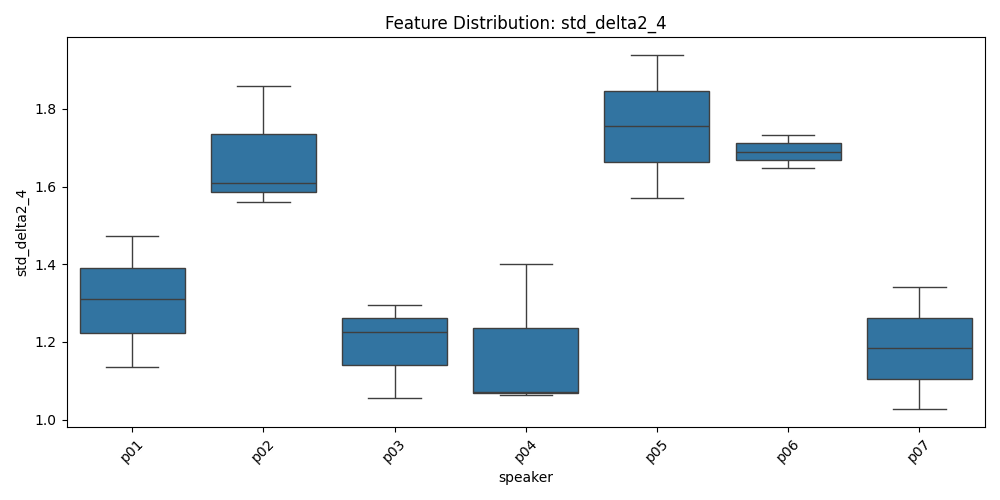 Feature Distribution: std_delta2_4
std_delta2_4
1.8
1.6
1.4
1.2
1.0
p01 p02 p03 p04 p05 p06 p07
speaker